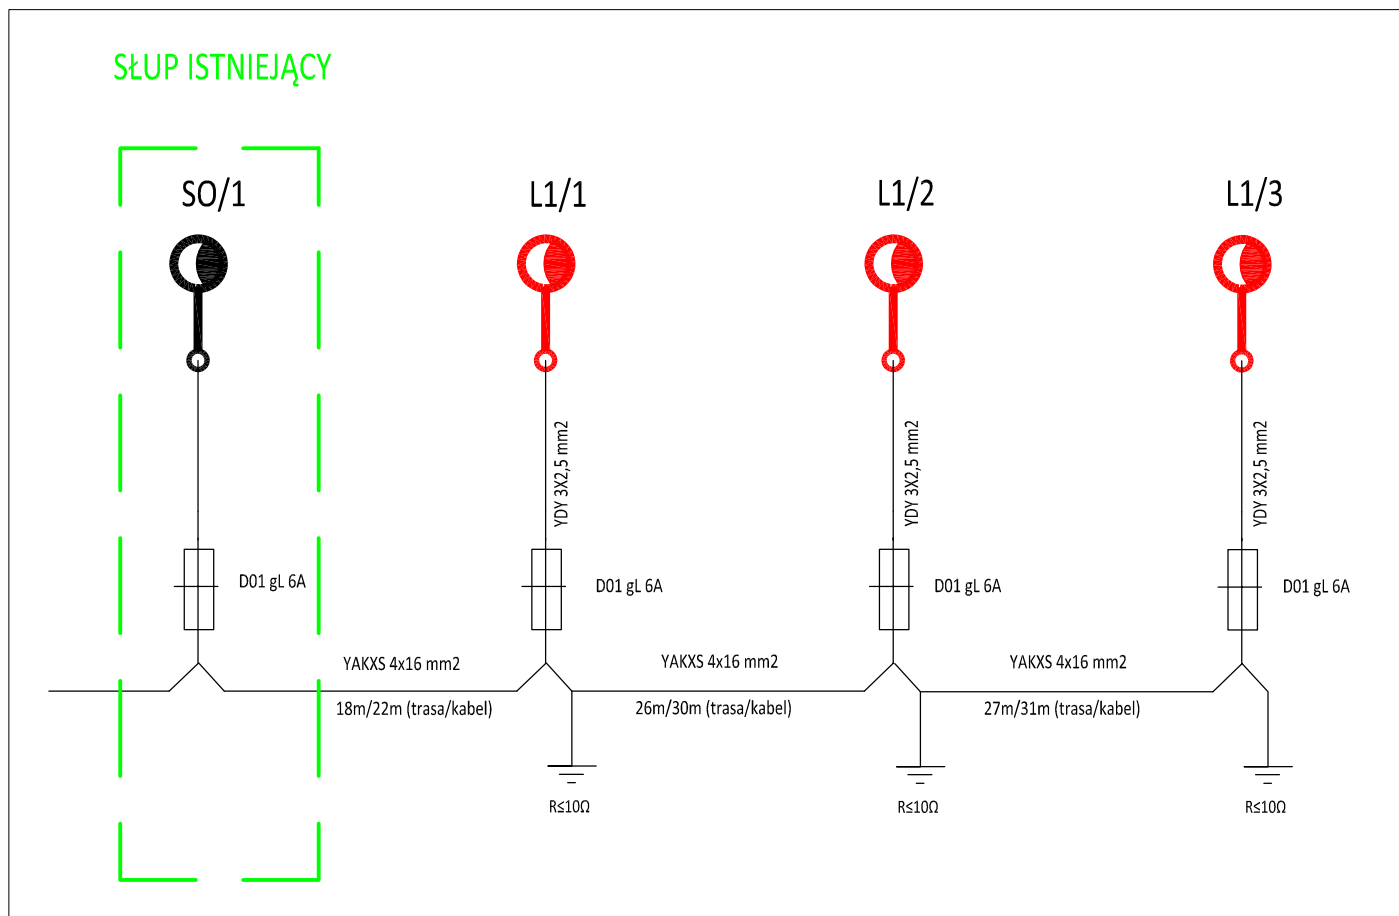 SŁUP ISTNIEJĄCY
SO/1
L1/1
L1/2
L1/3
YDY 3X2,5 mm2
YDY 3X2,5 mm2
YDY 3X2,5 mm2
D01 gL 6A
D01 gL 6A
D01 gL 6A
D01 gL 6A
YAKXS 4x16 mm2
18m/22m (trasa/kabel)
YAKXS 4x16 mm2
26m/30m (trasa/kabel)
YAKXS 4x16 mm2
27m/31m (trasa/kabel)
R≤10Ω
R≤10Ω
R≤10Ω